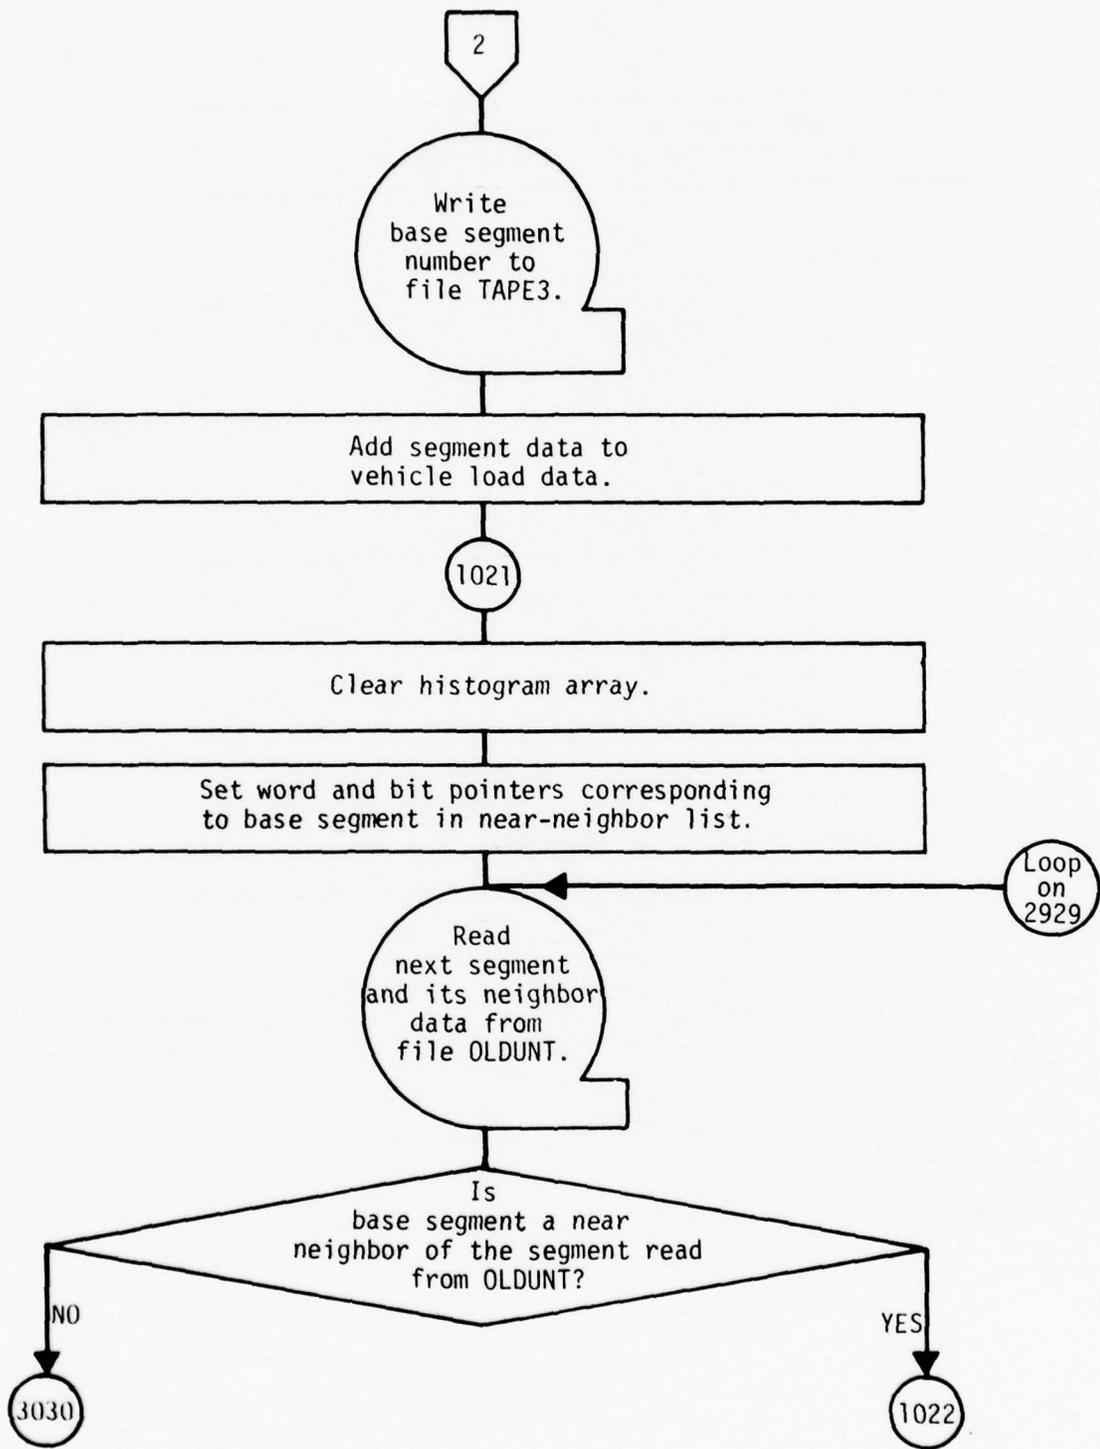 2
Write
base segment
number to
file TAPE3.
Add segment data to
vehicle load data.
1021
Clear histogram array.
Set word and bit pointers corresponding
to base segment in near-neighbor list.
Loop
on
2929
Read
next segment
and its neighbor
data from
file OLDUNT.
Is
base segment a near
neighbor of the segment read
from OLDUNT?
NO
YES
3030
1022